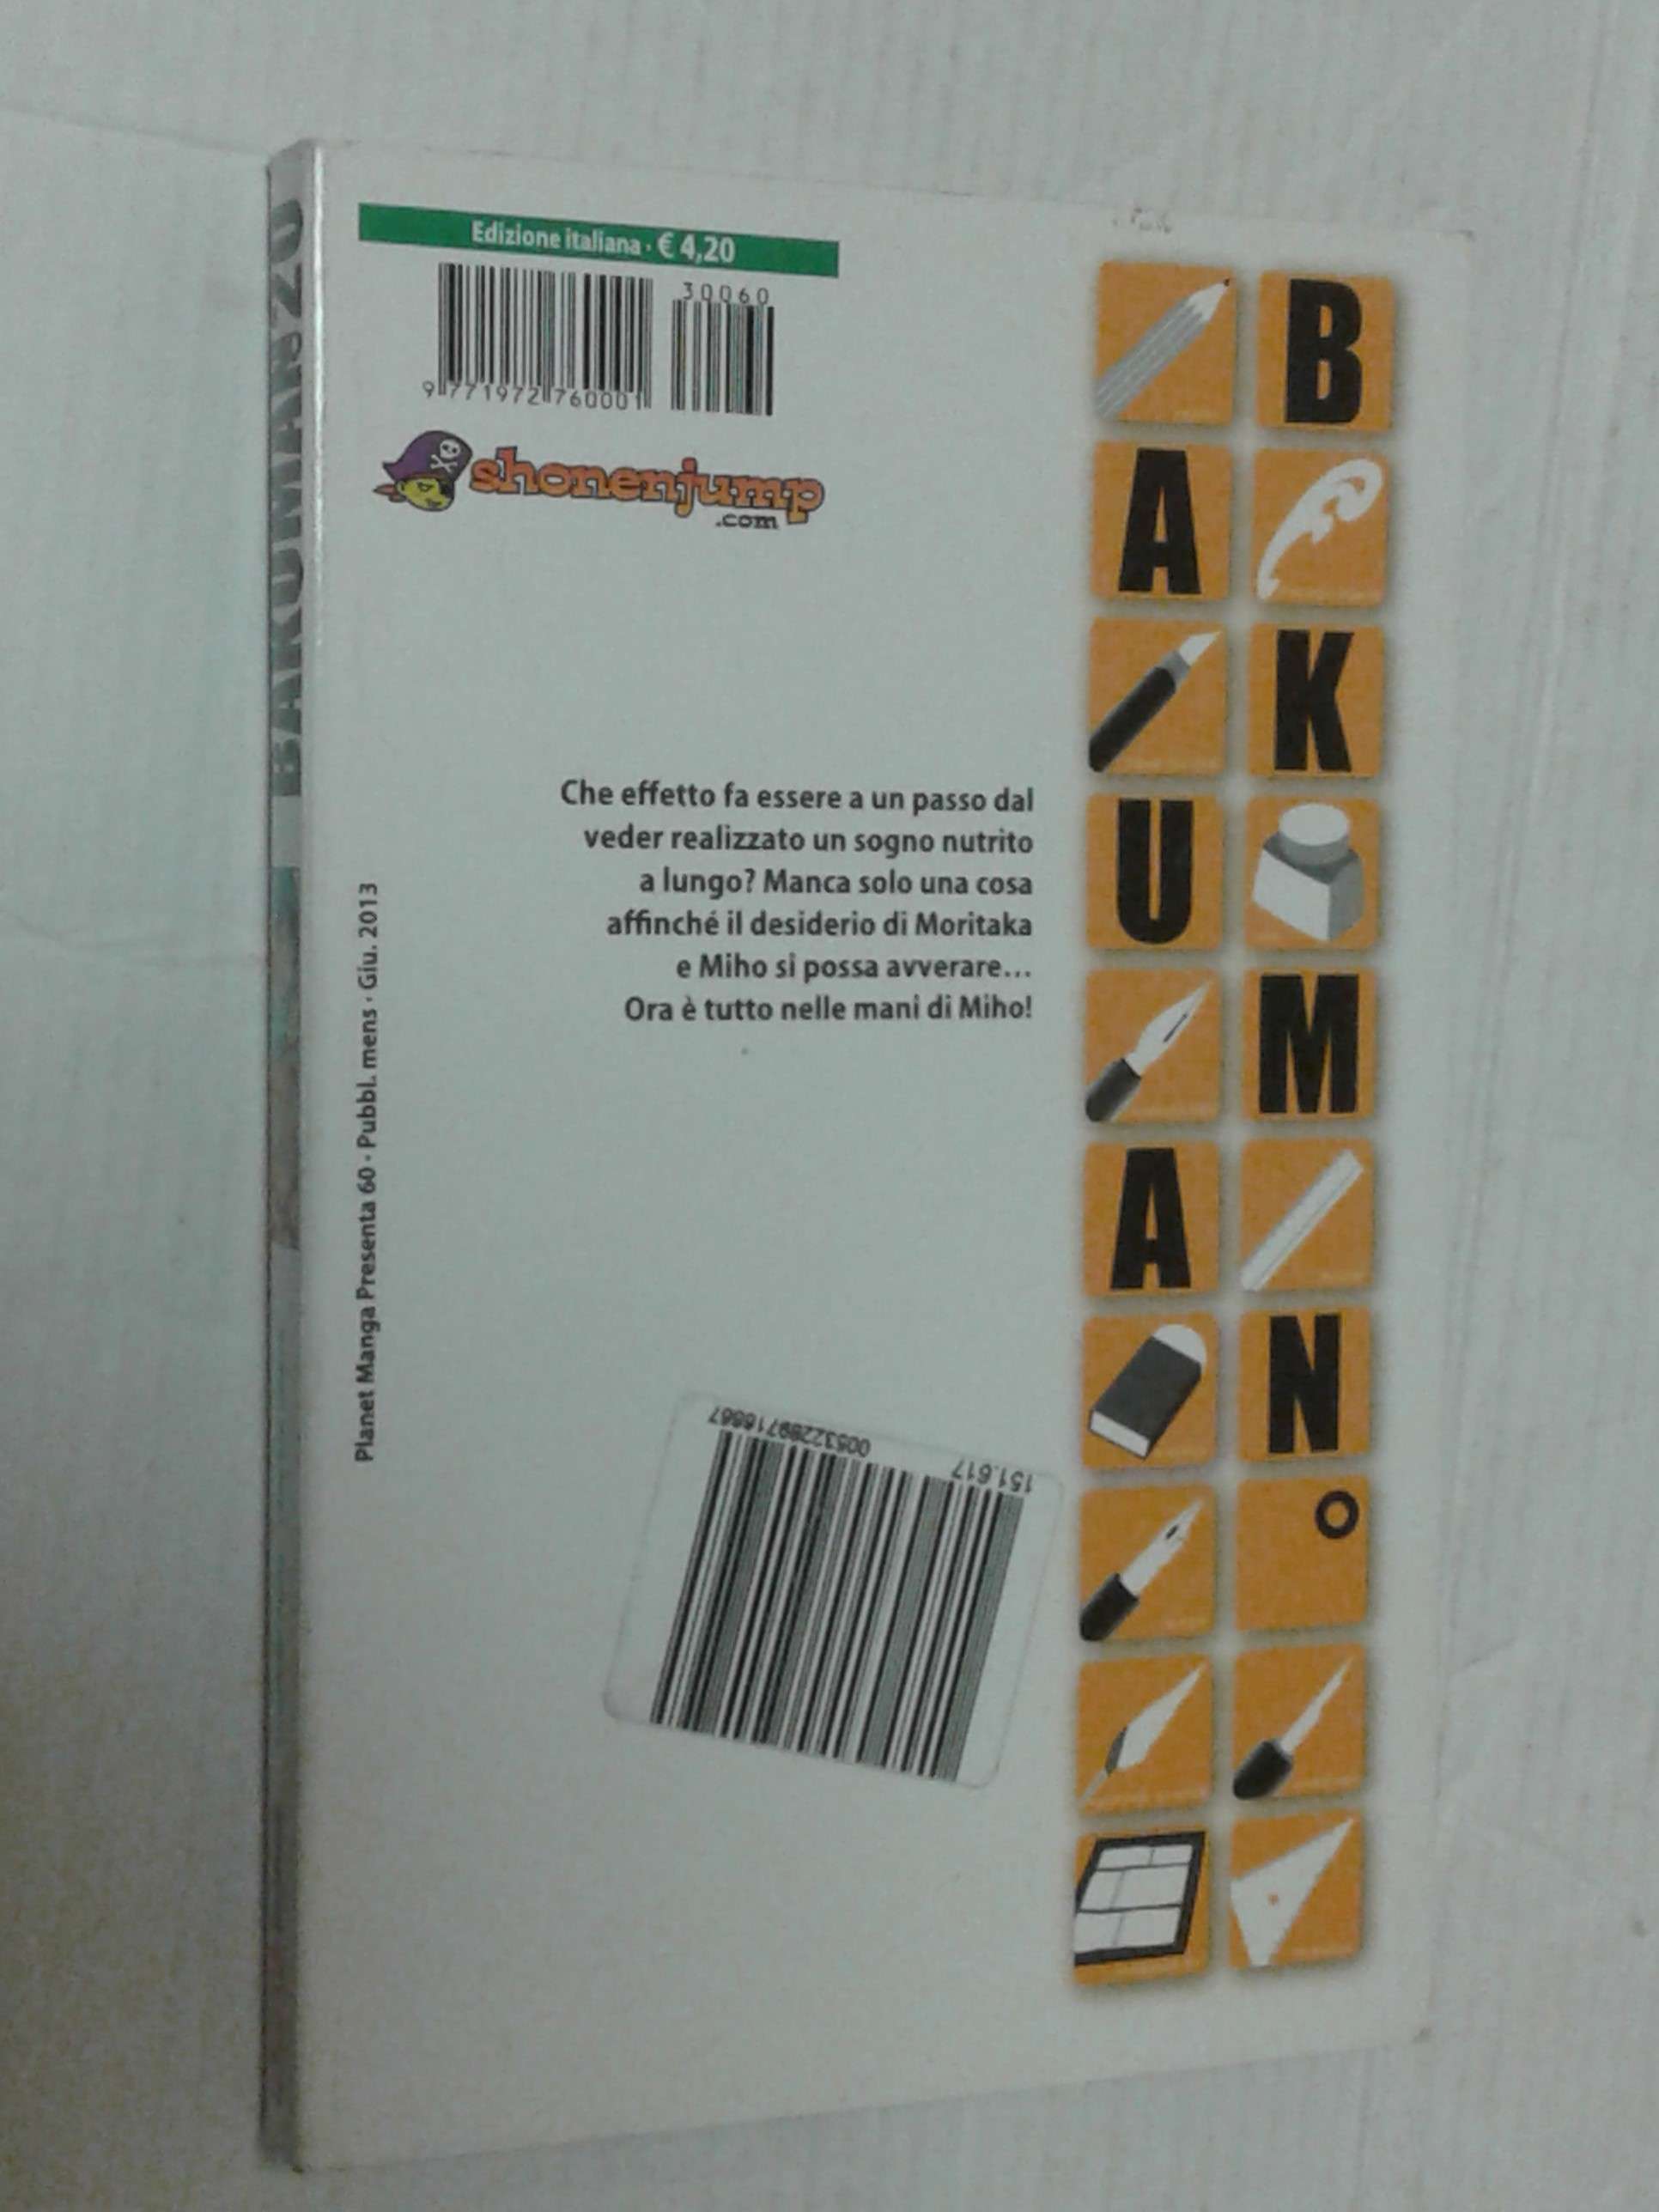 BAKUMAN 20
Edizione italiana · € 4,20
30060
9 771972 760001
shonenjump
.com
B
A
K
U
M
A
N
Che effetto fa essere a un passo dal
veder realizzato un sogno nutrito
a lungo? Manca solo una cosa
affinché il desiderio di Moritaka
e Miho si possa avverare...
Ora è tutto nelle mani di Miho!
Planet Manga Presenta 60 · Pubbl. mens · Giu. 2013
151.617